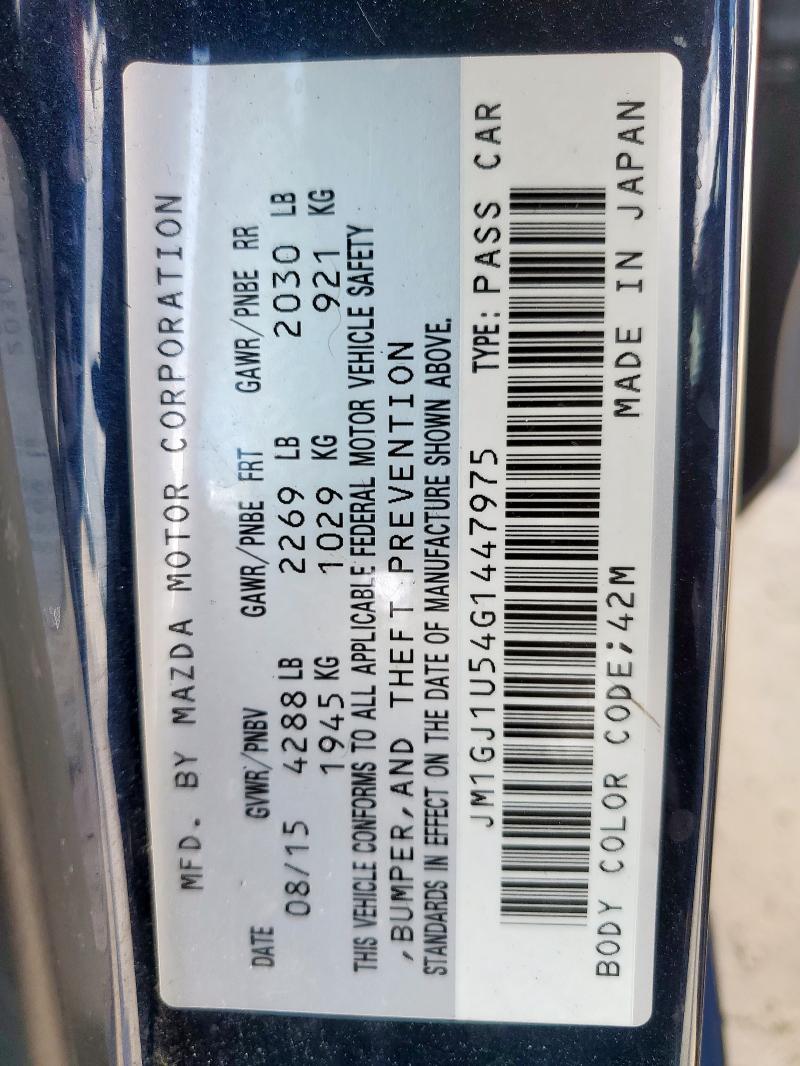 MFD. BY MAZDA MOTOR CORPORATION
DATE GVWR/PNBV GAWR/PNBE FRT GAWR/PNBE RR
08/15 4288 LB 2269 LB 2030 LB
1945 KG 1029 KG 921 KG
THIS VEHICLE CONFORMS TO ALL APPLICABLE FEDERAL MOTOR VEHICLE SAFETY
,BUMPER,AND THEFT PREVENTION
STANDARDS IN EFFECT ON THE DATE OF MANUFACTURE SHOWN ABOVE.
JM1GJ1U54G1447975 TYPE: PASS CAR
BODY COLOR CODE;42M MADE IN JAPAN